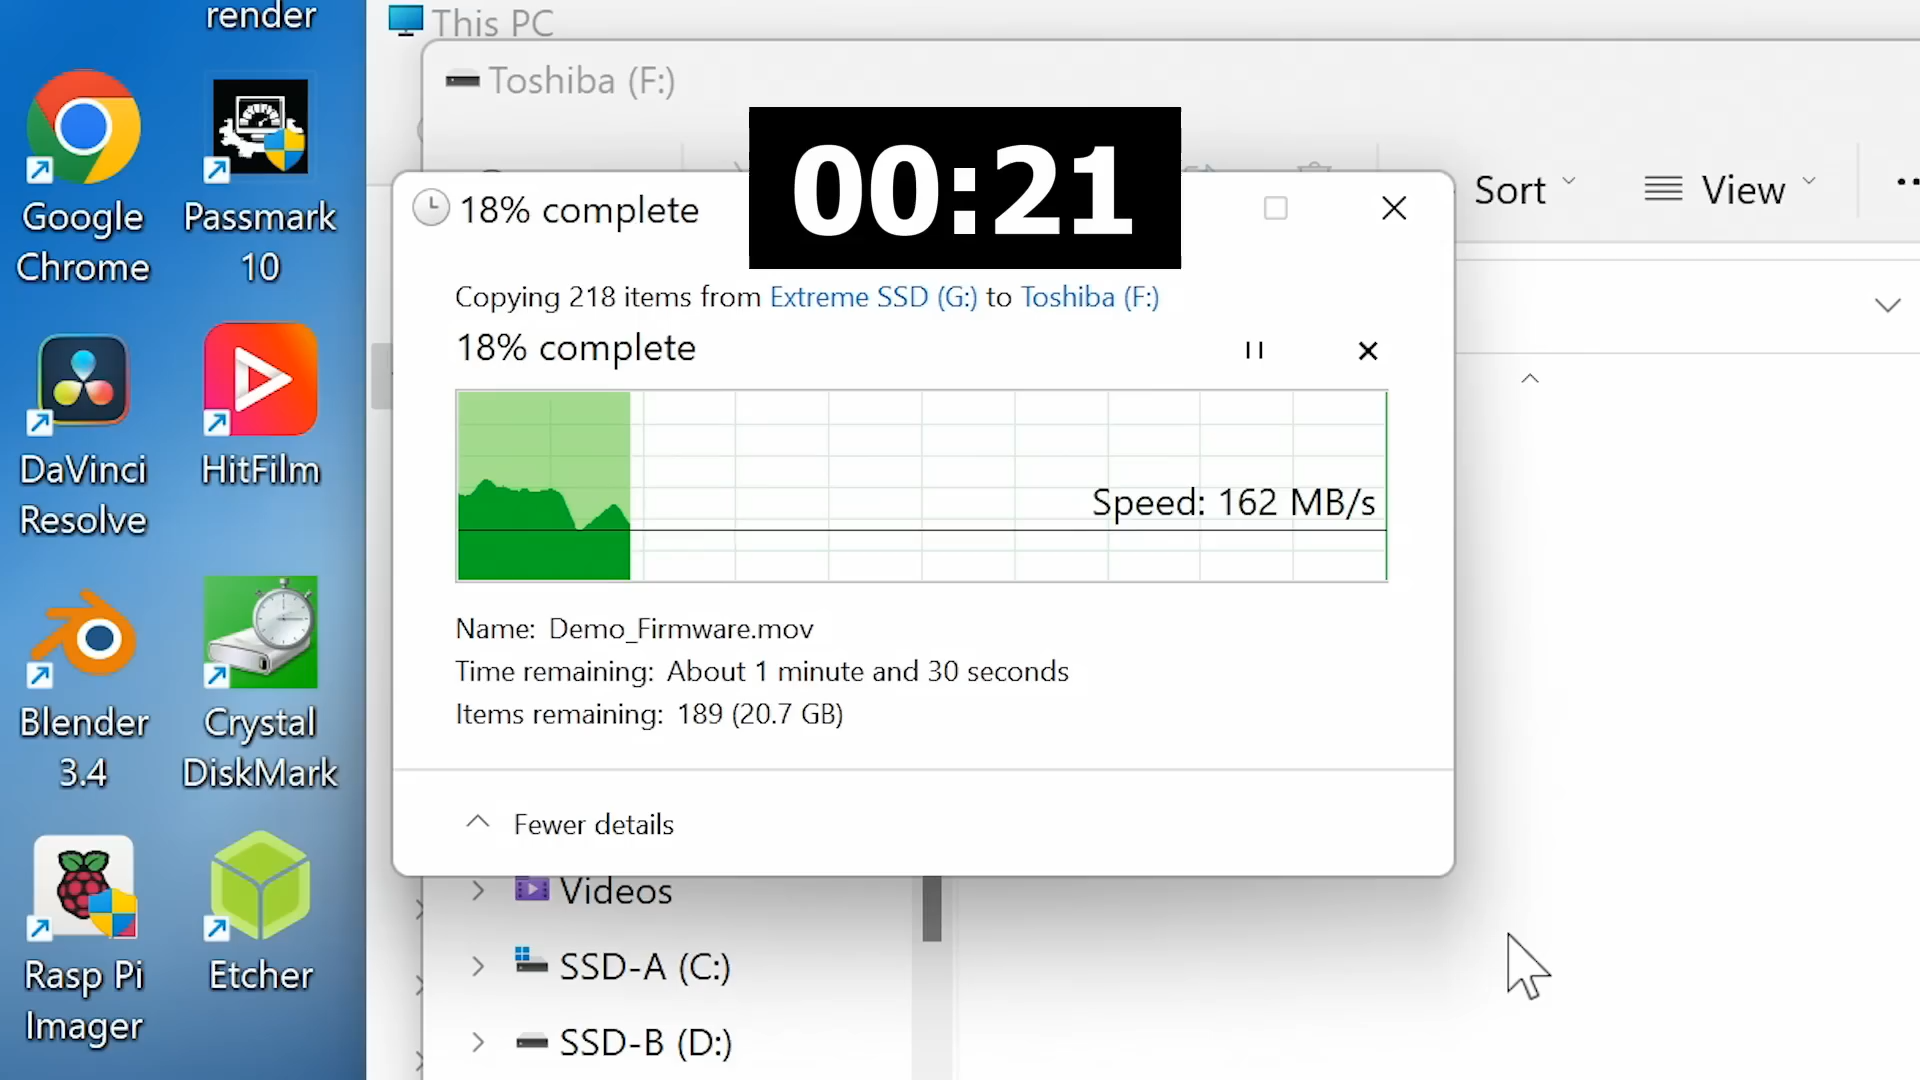 render
Google
Chrome
Passmark
10
DaVinci
Resolve
HitFilm
Blender
3.4
Crystal
DiskMark
Rasp Pi
Imager
Etcher
This PC
Toshiba (F:)
00:21
Sort
View
18% complete
Copying 218 items from Extreme SSD (G:) to Toshiba (F:)
18% complete
Speed: 162 MB/s
Name: Demo_Firmware.mov
Time remaining: About 1 minute and 30 seconds
Items remaining: 189 (20.7 GB)
Fewer details
Videos
SSD-A (C:)
SSD-B (D:)